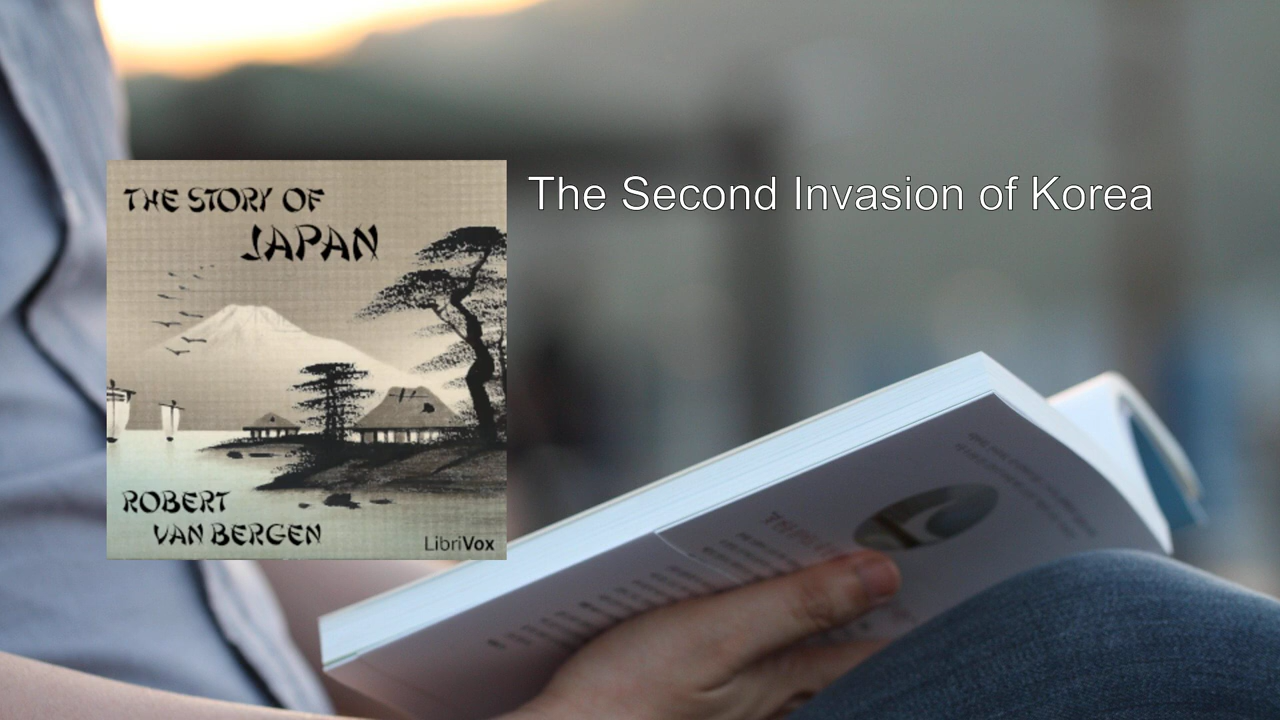 THE STORY OF
JAPAN
ROBERT
VAN BERGEN
LibriVox
The Second Invasion of Korea